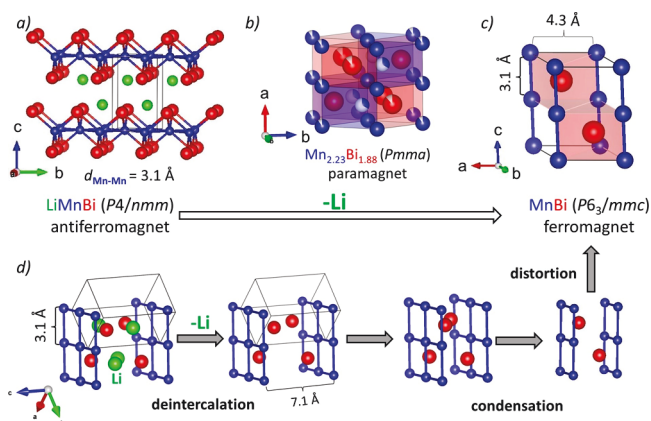 a)
b)
c)
4.3 Å
3.1 Å
c
b
d_Mn-Mn = 3.1 Å
a
b
Mn2.23Bi1.88 (Pmma)
paramagnet
c
a
b
LiMnBi (P4/nmm)
antiferromagnet
-Li
MnBi (P63/mmc)
ferromagnet
d)
distortion
3.1 Å
-Li
Li
7.1 Å
c
a
deintercalation
condensation